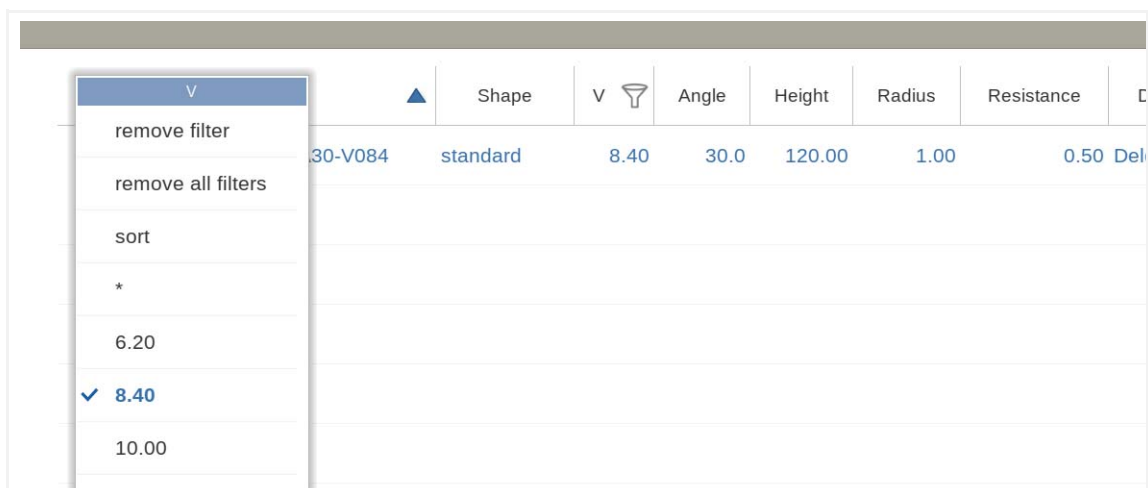 V
remove filter
remove all filters
sort
*
6.20
8.40
10.00
Shape V Angle Height Radius Resistance
30-V084 standard 8.40 30.0 120.00 1.00 0.50